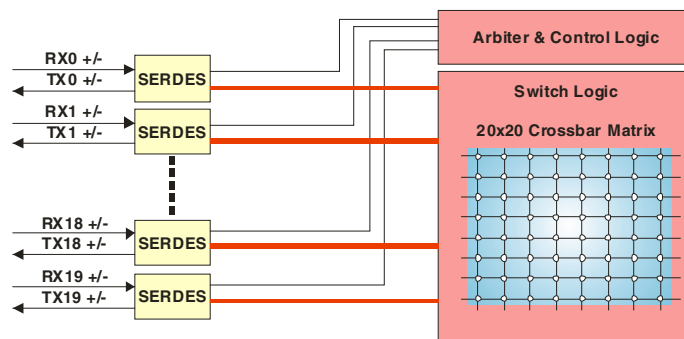 RX0 +/-
TX0 +/-
SERDES
RX1 +/-
TX1 +/-
SERDES
RX18 +/-
TX18 +/-
SERDES
RX19 +/-
TX19 +/-
SERDES
Arbiter & Control Logic
Switch Logic
20x20 Crossbar Matrix